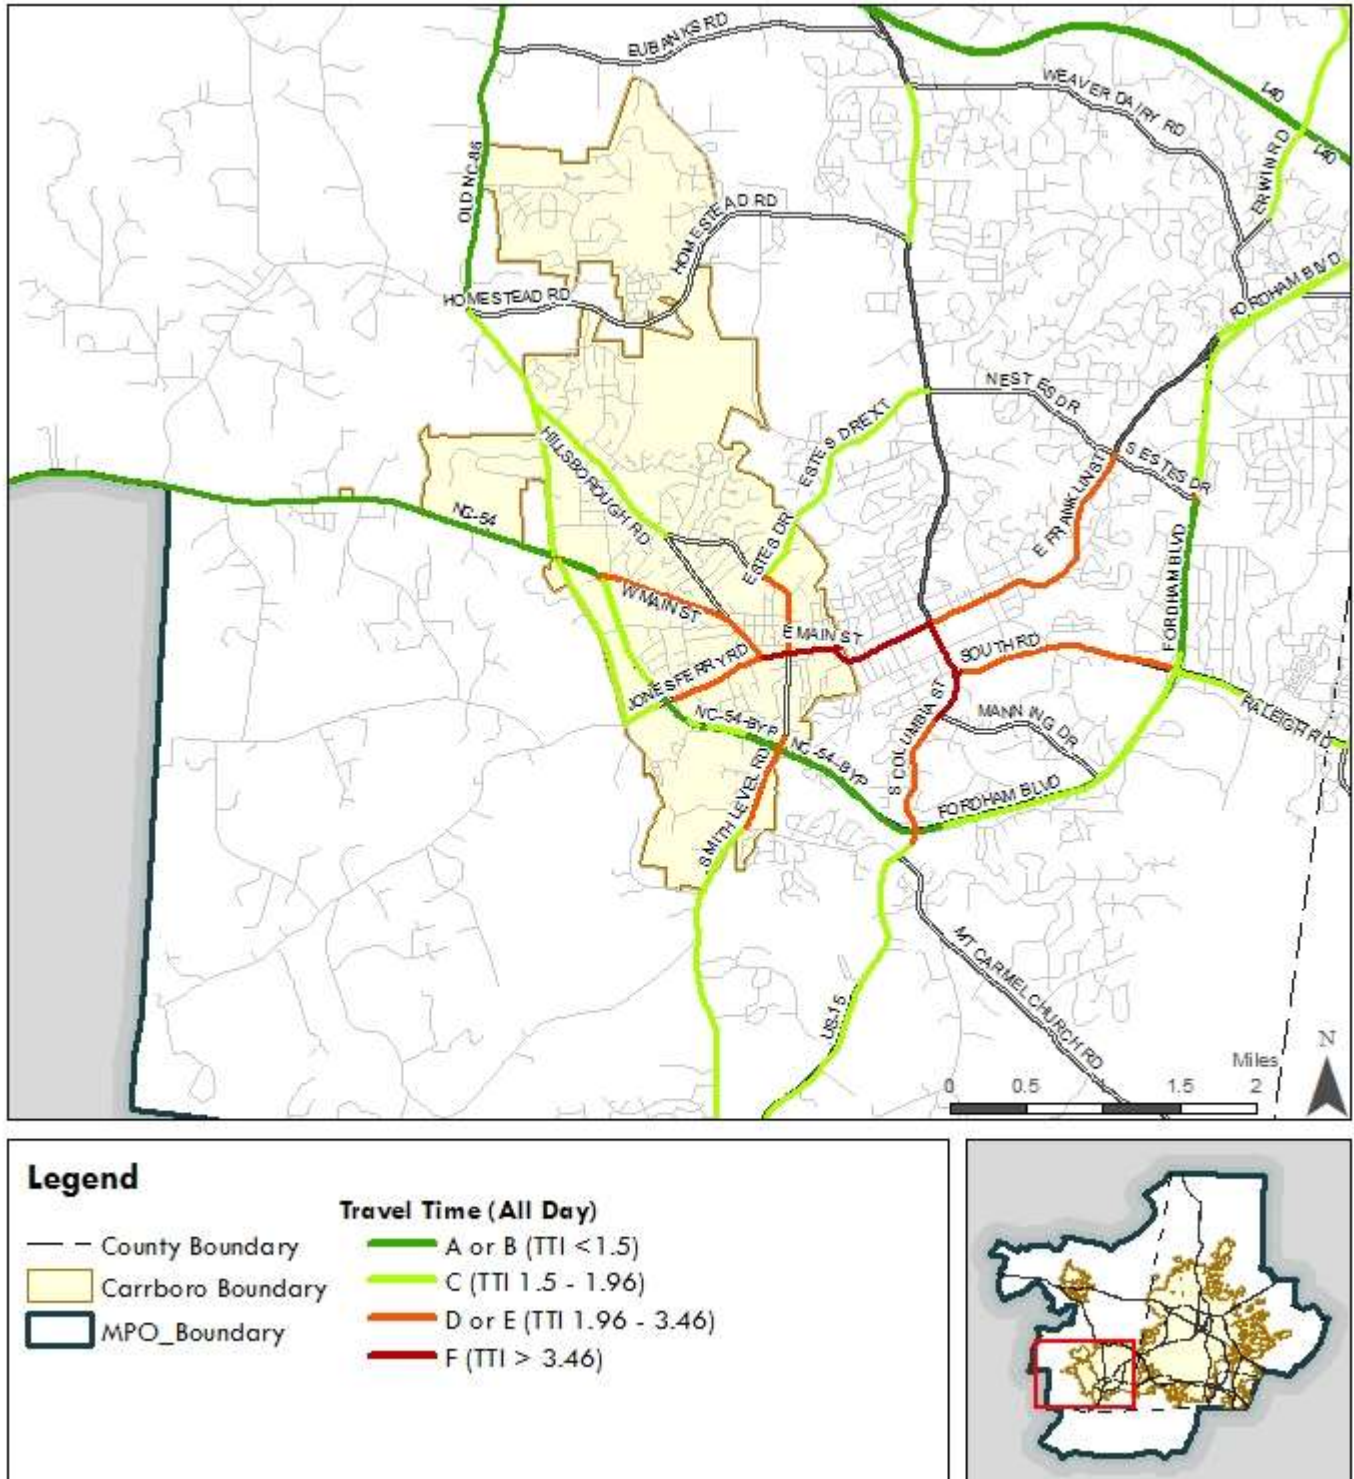 EUBANKS RD
WEAVER DAIRY RD
I-40
I-40
ERWIN RD
OLD NC-86
HOMESTEAD RD
HOMESTEAD RD
FORDHAM BLVD
N ESTES DR
ESTES DR EXT
HILLSBOROUGH RD
S ESTES DR
E FRANKLIN ST
NC-54
ESTES DR
FORDHAM BLVD
W MAIN ST
E MAIN ST
SOUTH RD
JONES FERRY RD
RALEIGH RD
NC-54-BYP
MANNING DR
S COLUMBIA ST
NC-54-BYP
FORDHAM BLVD
SMITH LEVEL RD
MT CARMEL CHURCH RD
US-15
N
Miles
0 0.5 1 1.5 2
Legend
County Boundary
Carrboro Boundary
MPO_Boundary
Travel Time (All Day)
A or B (TTI <1.5)
C (TTI 1.5 - 1.96)
D or E (TTI 1.96 - 3.46)
F (TTI > 3.46)